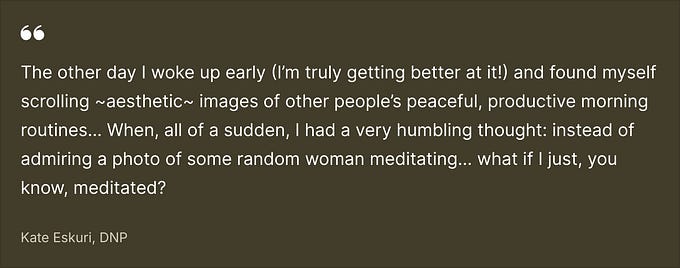 “
The other day I woke up early (I’m truly getting better at it!) and found myself
scrolling ~aesthetic~ images of other people’s peaceful, productive morning
routines... When, all of a sudden, I had a very humbling thought: instead of
admiring a photo of some random woman meditating... what if I just, you
know, meditated?
Kate Eskuri, DNP